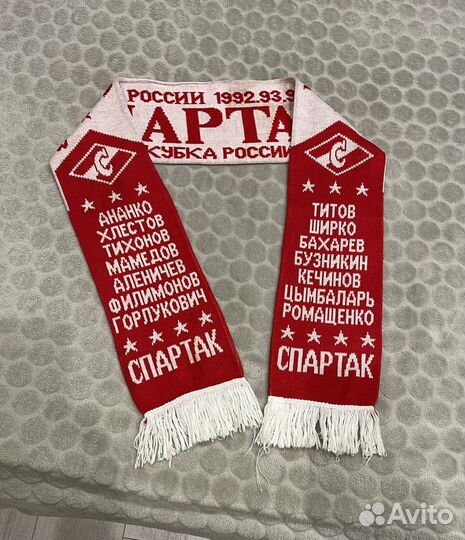 РОССИИ 1992.93.9
АРТА
КУБКА РОССИИ
АНАНКО
ХЛЕСТОВ
ТИХОНОВ
МАМЕДОВ
АЛЕНИЧЕВ
ФИЛИМОНОВ
ГОРЛУКОВИЧ
СПАРТАК
ТИТОВ
ШИРКО
БАХАРЕВ
БУЗНИКИН
КЕЧИНОВ
ЦЫМБАЛАРЬ
РОМАЩЕНКО
СПАРТАК
Avito